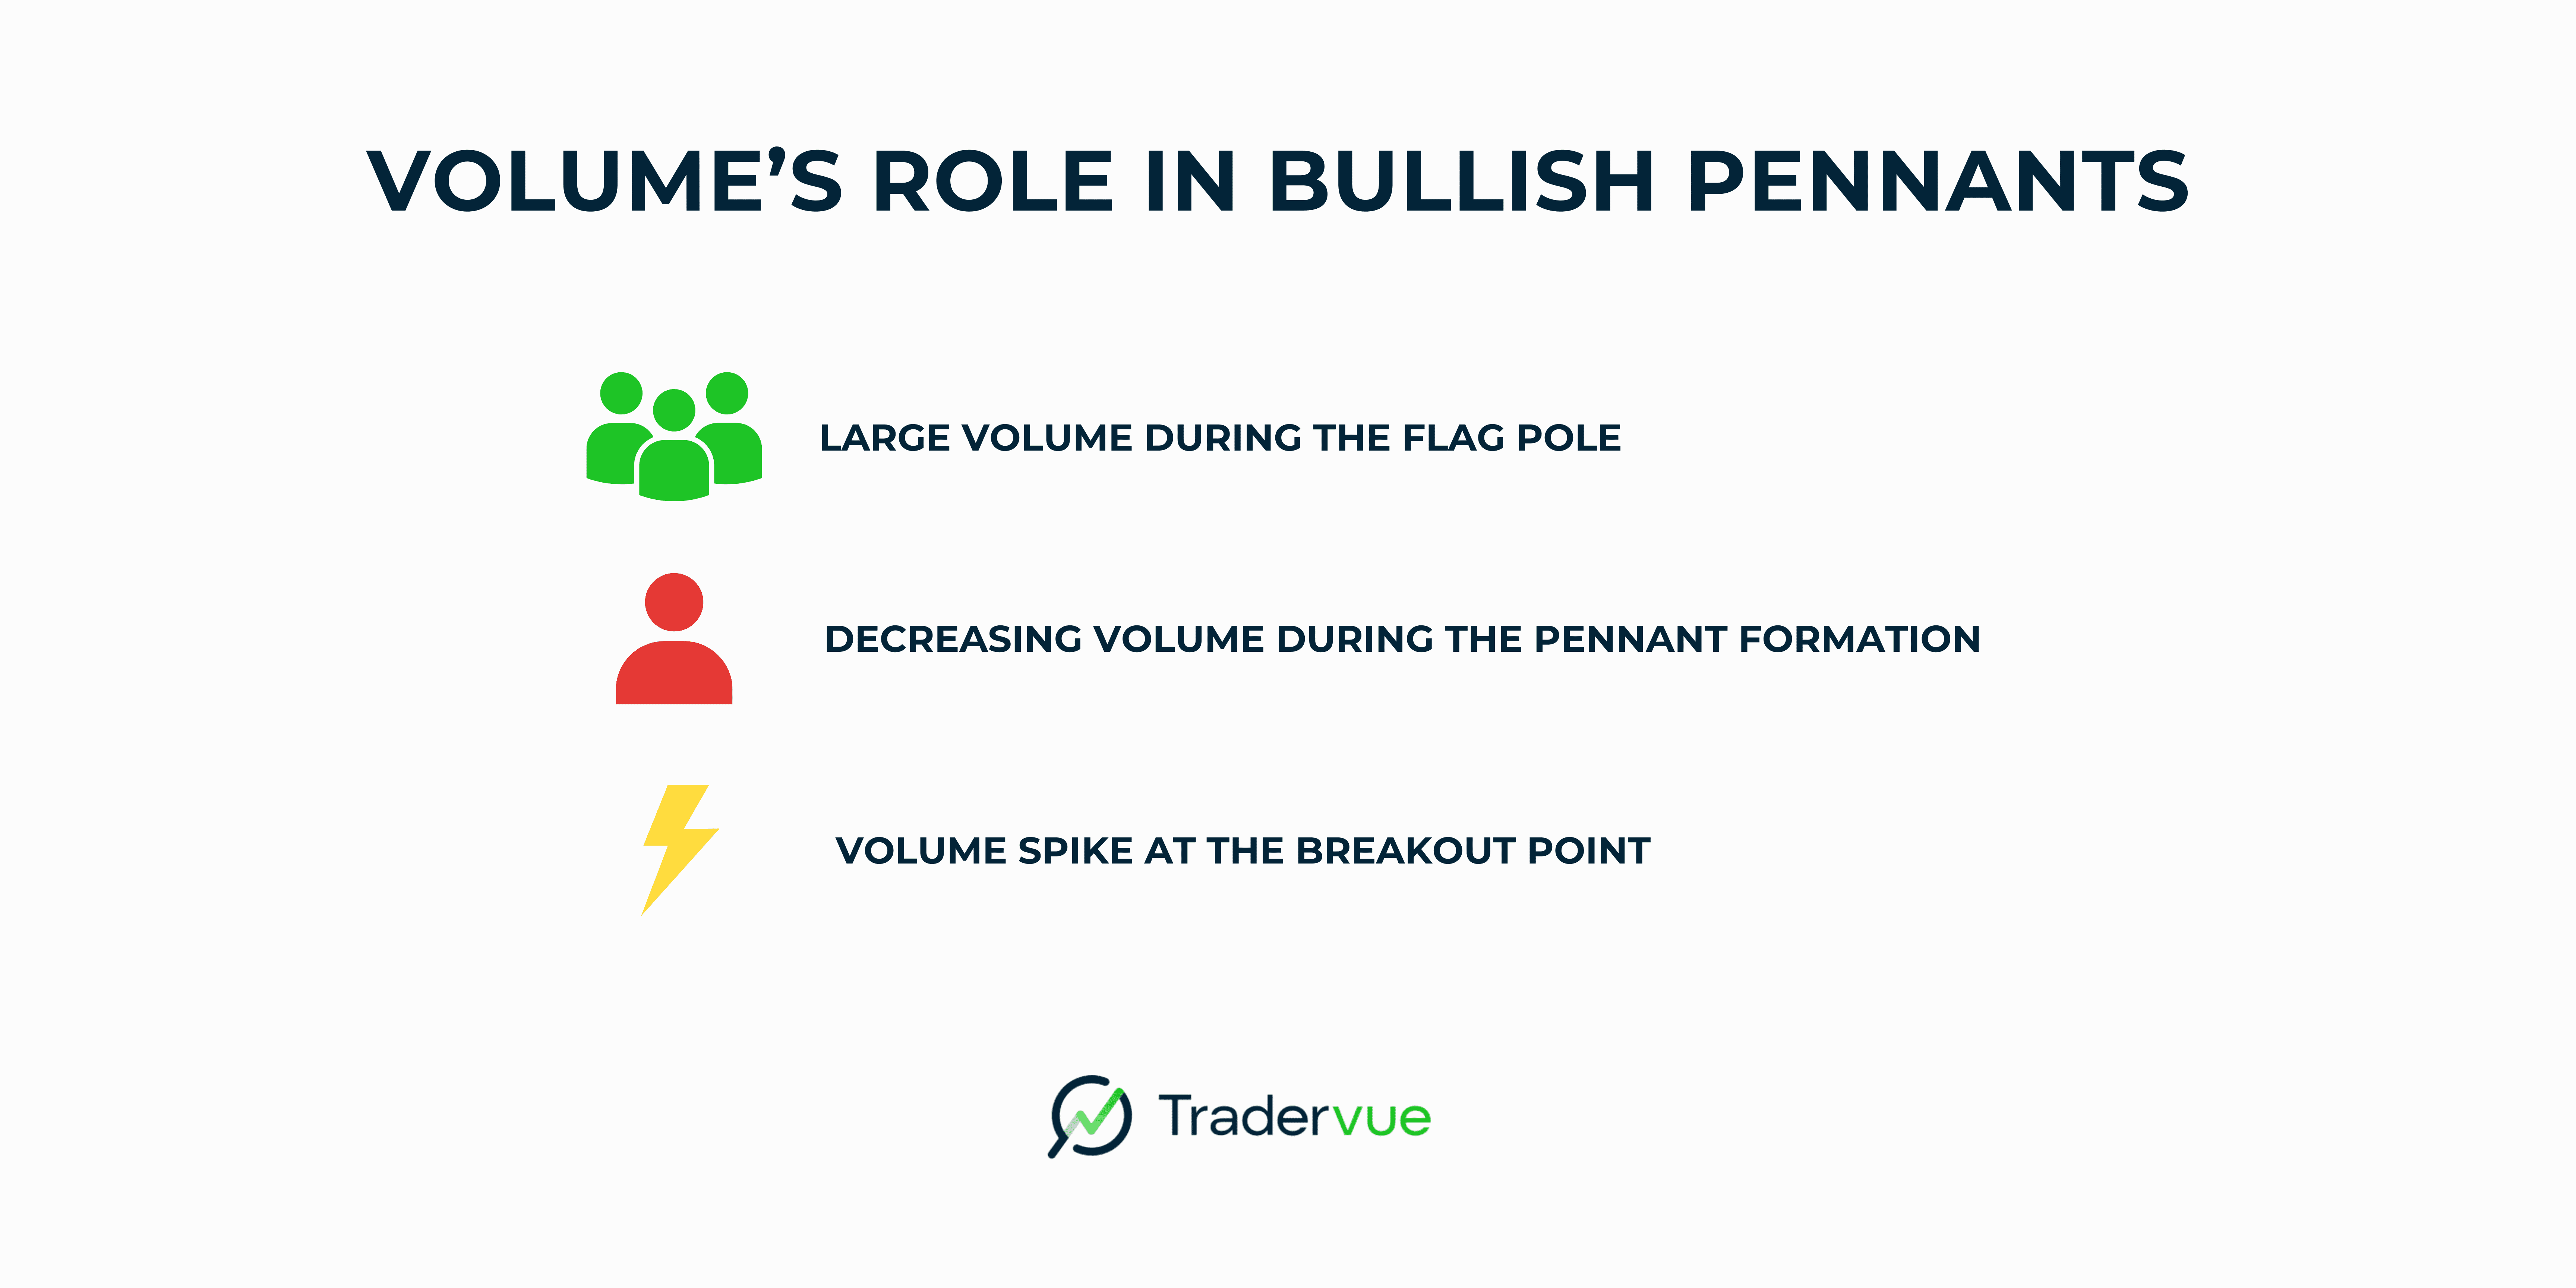 VOLUME’S ROLE IN BULLISH PENNANTS
LARGE VOLUME DURING THE FLAG POLE
DECREASING VOLUME DURING THE PENNANT FORMATION
VOLUME SPIKE AT THE BREAKOUT POINT
Tradervue